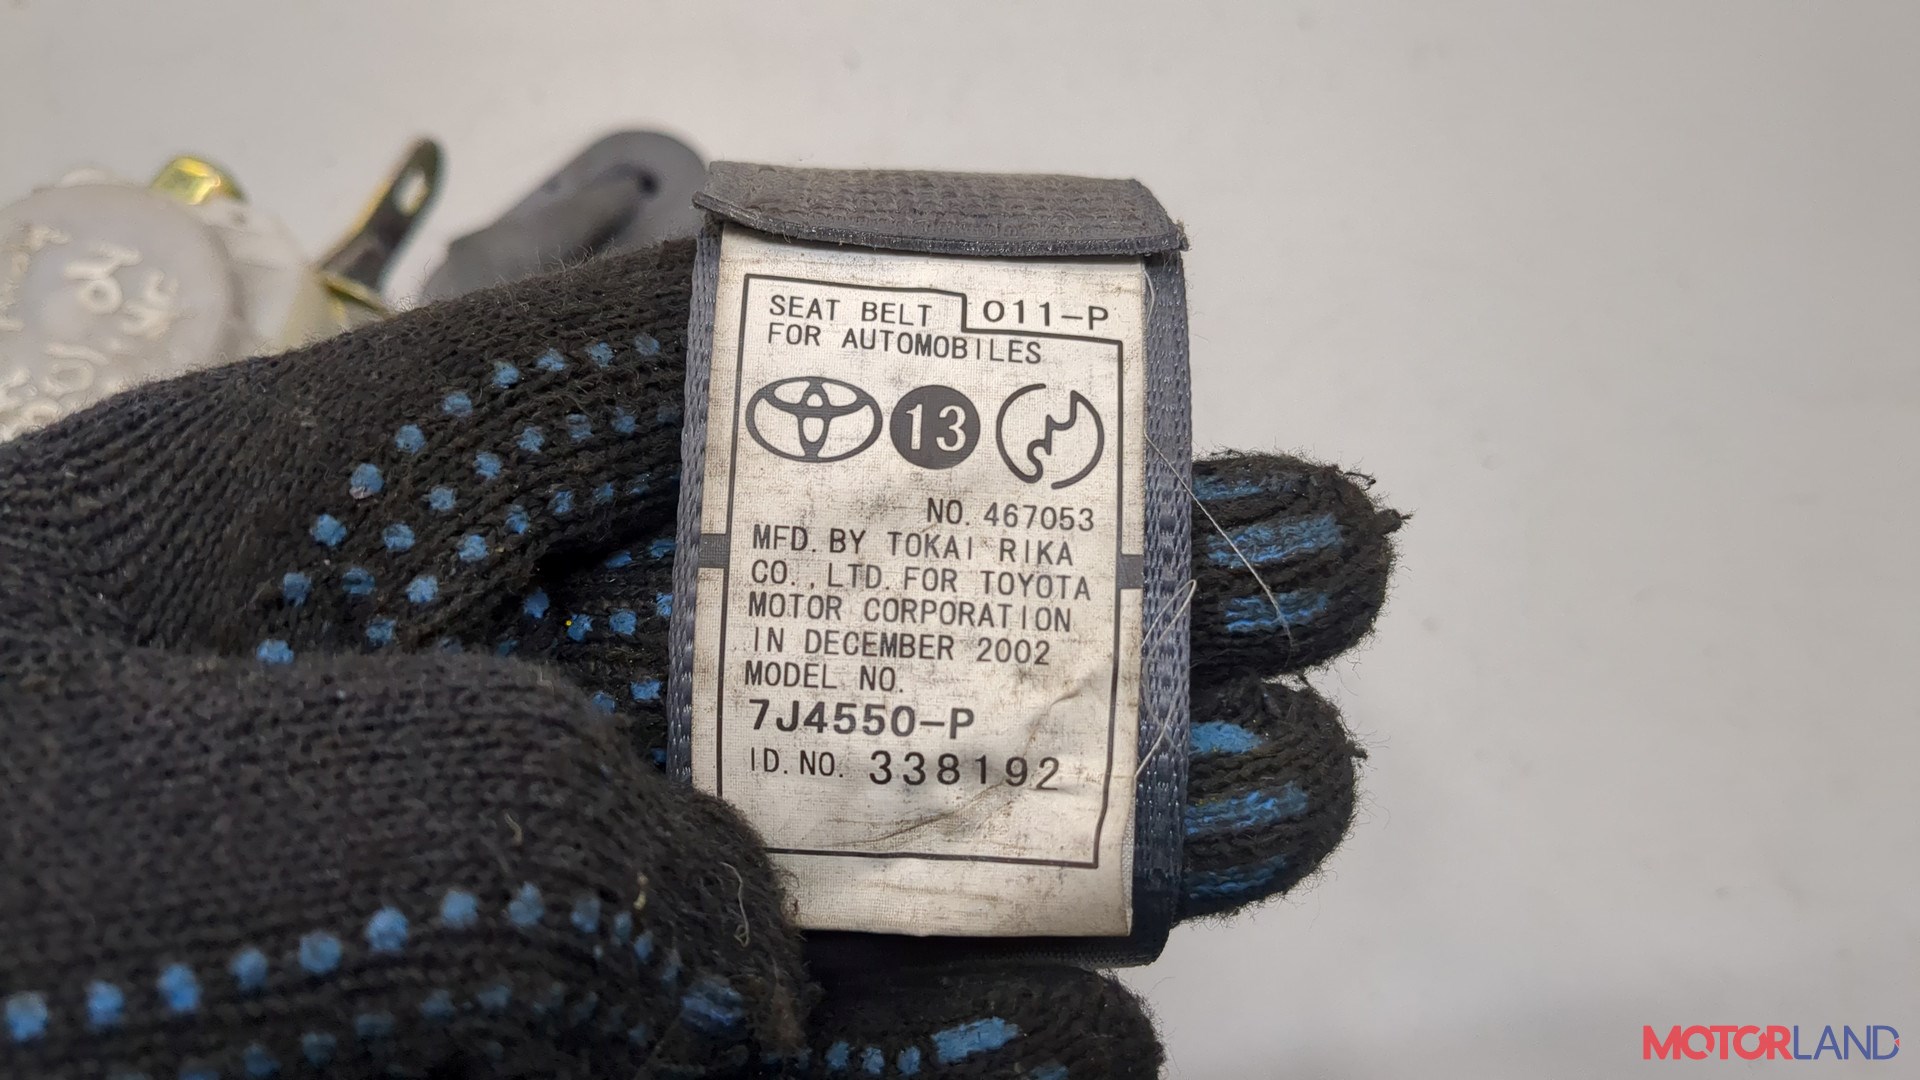 SEAT BELT 011-P
FOR AUTOMOBILES
13
NO. 467053
MFD. BY TOKAI RIKA
CO., LTD. FOR TOYOTA
MOTOR CORPORATION
IN DECEMBER 2002
MODEL NO.
7J4550-P
ID. NO. 338192
MOTORLAND